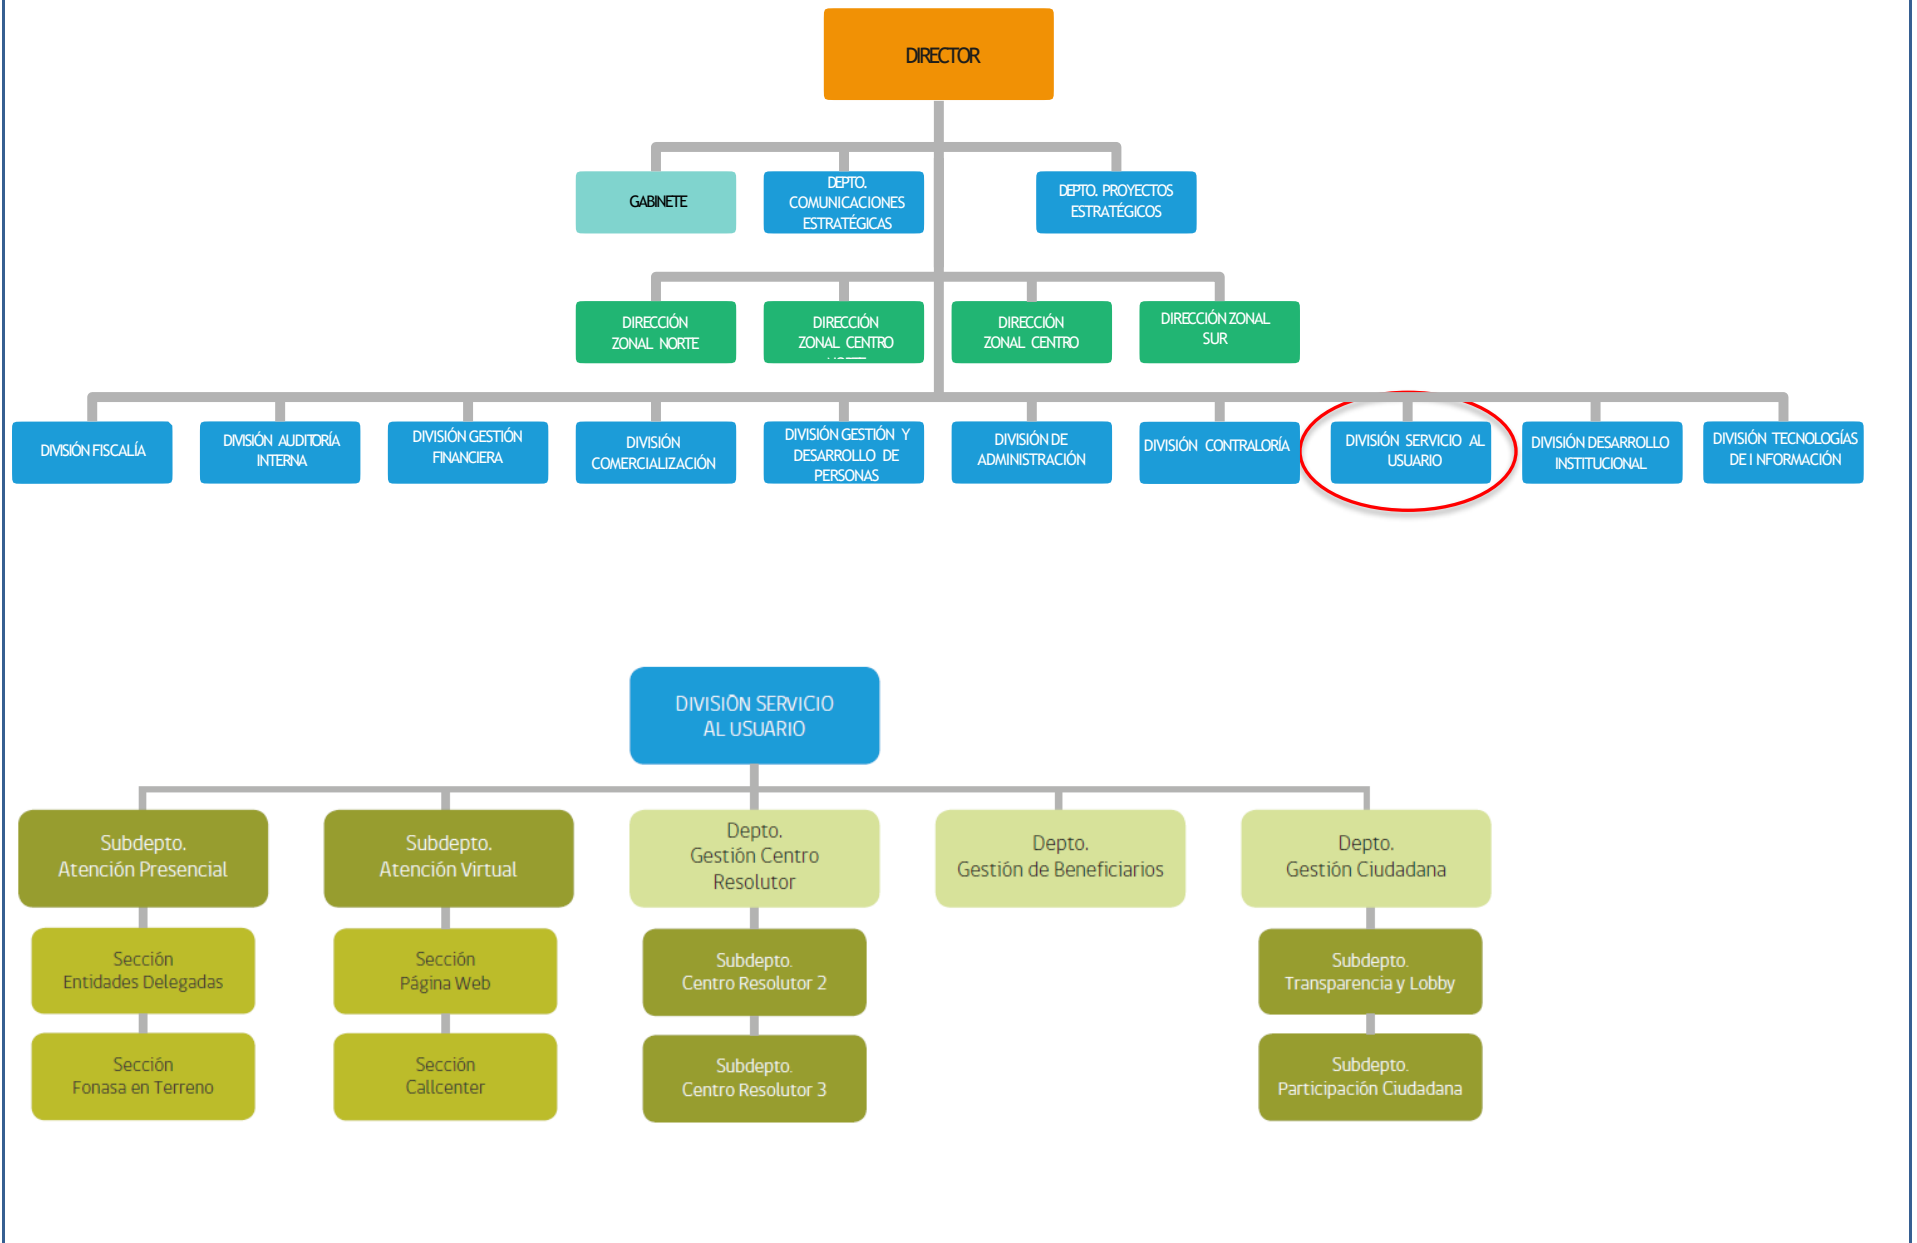 DIRECTOR
GABINETE
DEPTO.
COMUNICACIONES
ESTRATÉGICAS
DEPTO. PROYECTOS
ESTRATÉGICOS
DIRECCIÓN
ZONAL NORTE
DIRECCIÓN
ZONAL CENTRO
DIRECCIÓN
ZONAL CENTRO
DIRECCIÓN ZONAL
SUR
DIVISIÓN FISCALÍA
DIVISIÓN AUDITORÍA
INTERNA
DIVISIÓN GESTIÓN
FINANCIERA
DIVISIÓN
COMERCIALIZACIÓN
DIVISIÓN GESTIÓN Y
DESARROLLO DE
PERSONAS
DIVISIÓN DE
ADMINISTRACIÓN
DIVISIÓN CONTRALORÍA
DIVISIÓN SERVICIO AL
USUARIO
DIVISIÓN DESARROLLO
INSTITUCIONAL
DIVISIÓN TECNOLOGÍAS
DE I NFORMACIÓN
DIVISIÕN SERVICIO
AL USUARIO
Subdepto.
Atención Presencial
Subdepto.
Atención Virtual
Depto.
Gestión Centro
Resolutor
Depto.
Gestión de Beneficiarios
Depto.
Gestión Ciudadana
Sección
Entidades Delegadas
Sección
Página Web
Subdepto.
Centro Resolutor 2
Subdepto.
Transparencia y Lobby
Sección
Fonasa en Terreno
Sección
Callcenter
Subdepto.
Centro Resolutor 3
Subdepto.
Participación Ciudadana